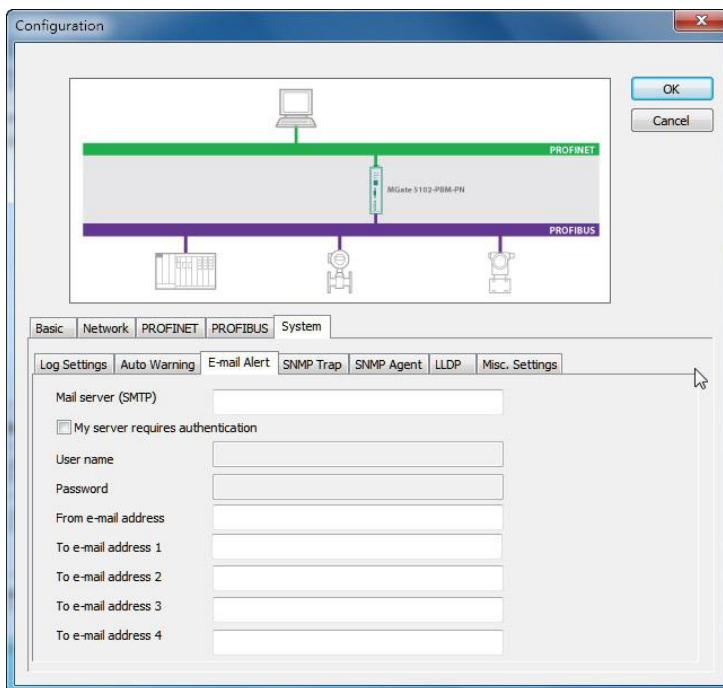 Configuration
OK
Cancel
PROFINET
MGate 5102-PBM-PN
PROFIBUS
Basic Network PROFINET PROFIBUS System
Log Settings Auto Warning E-mail Alert SNMP Trap SNMP Agent LLDP Misc. Settings
Mail server (SMTP)
My server requires authentication
User name
Password
From e-mail address
To e-mail address 1
To e-mail address 2
To e-mail address 3
To e-mail address 4